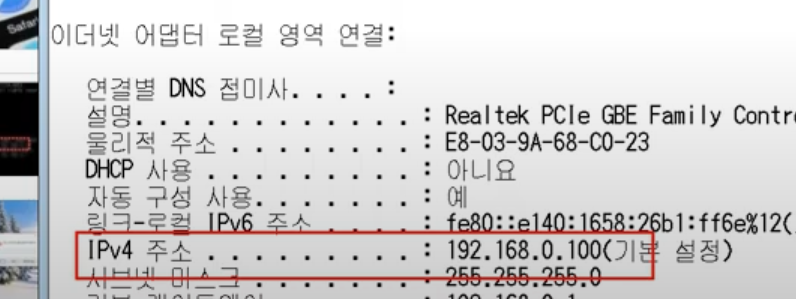 Safari
이더넷 어댑터 로컬 영역 연결:
연결별 DNS 접미사. . . . :
설명. . . . . . . . . . . . : Realtek PCIe GBE Family Contro
물리적 주소 . . . . . . . . : E8-03-9A-68-C0-23
DHCP 사용 . . . . . . . . . : 아니요
자동 구성 사용. . . . . . . : 예
링크-로컬 IPv6 주소 . . . . : fe80::e140:1658:26b1:ff6e%12(
IPv4 주소 . . . . . . . . . : 192.168.0.100(기본 설정)
서브넷 마스크 . . . . . . . : 255.255.255.0